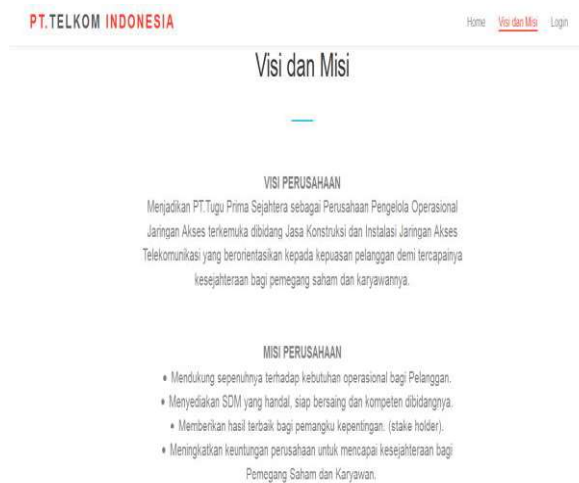 PT.TELKOM INDONESIA
Home Visi dan Misi Login
Visi dan Misi
VISI PERUSAHAAN
Menjadikan PT.Tugu Prima Sejahtera sebagai Perusahaan Pengelola Operasional
Jaringan Akses terkemuka dibidang Jasa Konstruksi dan Instalasi Jaringan Akses
Telekomunikasi yang berorientasikan kepada kepuasan pelanggan demi tercapainya
kesejahteraan bagi pemegang saham dan karyawannya.
MISI PERUSAHAAN
• Mendukung sepenuhnya terhadap kebutuhan operasional bagi Pelanggan.
• Menyediakan SDM yang handal, siap bersaing dan kompeten dibidangnya.
• Memberikan hasil terbaik bagi pemangku kepentingan. (stake holder).
• Meningkatkan keuntungan perusahaan untuk mencapai kesejahteraan bagi
Pemegang Saham dan Karyawan.